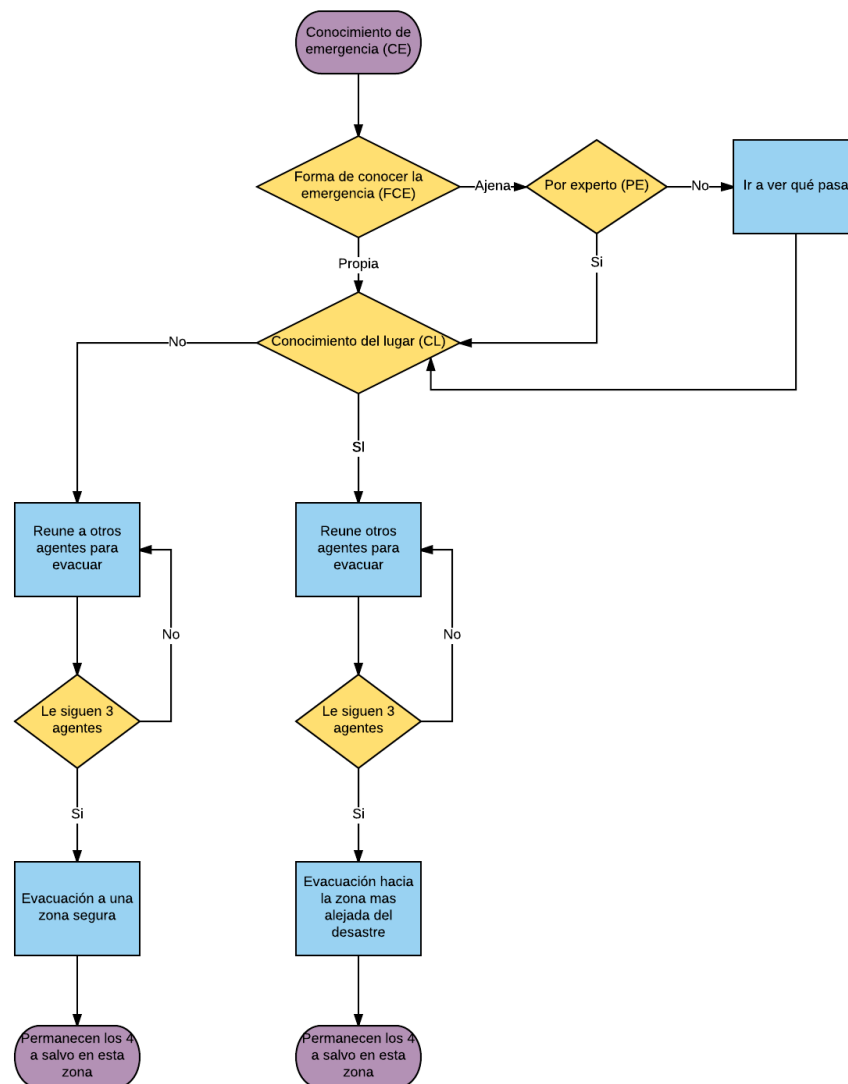 Conocimiento de
emergencia (CE)
Forma de conocer la
emergencia (FCE)
Ajena
Por experto (PE)
No
Ir a ver qué pasa
Propia
Si
Conocimiento del lugar (CL)
No
SI
Reune a otros
agentes para
evacuar
Reune otros
agentes para
evacuar
No
No
Le siguen 3
agentes
Le siguen 3
agentes
Si
Si
Evacuación a una
zona segura
Evacuación hacia
la zona mas
alejada del
desastre
Permanecen los 4
a salvo en esta
zona
Permanecen los 4
a salvo en esta
zona